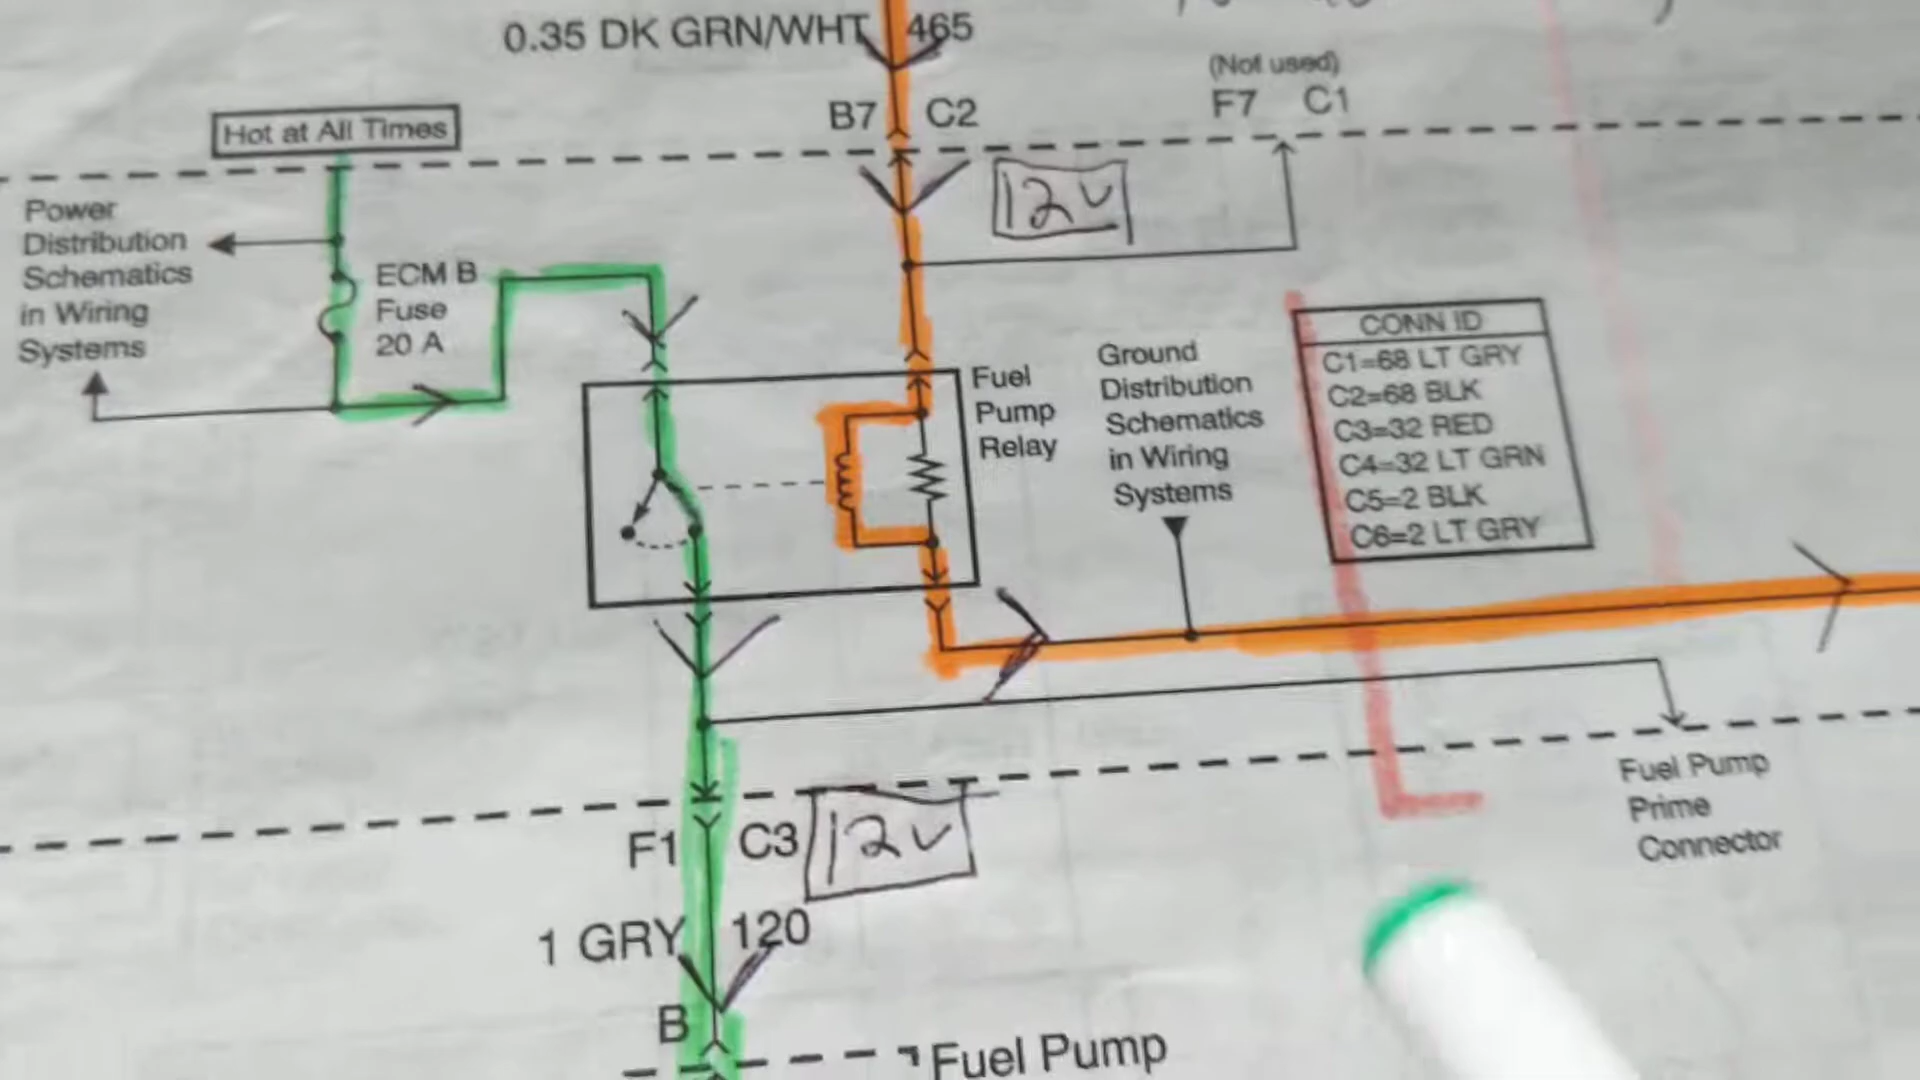 0.35 DK GRN/WHT 465
(Not used)
B7 C2
F7 C1
Hot at All Times
12v
Power
Distribution
Schematics
in Wiring
Systems
ECM B
Fuse
20 A
Fuel
Pump
Relay
Ground
Distribution
Schematics
in Wiring
Systems
CONN ID
C1=68 LT GRY
C2=68 BLK
C3=32 RED
C4=32 LT GRN
C5=2 BLK
C6=2 LT GRY
Fuel Pump
Prime
Connector
F1 C3
12v
1 GRY 120
B
Fuel Pump